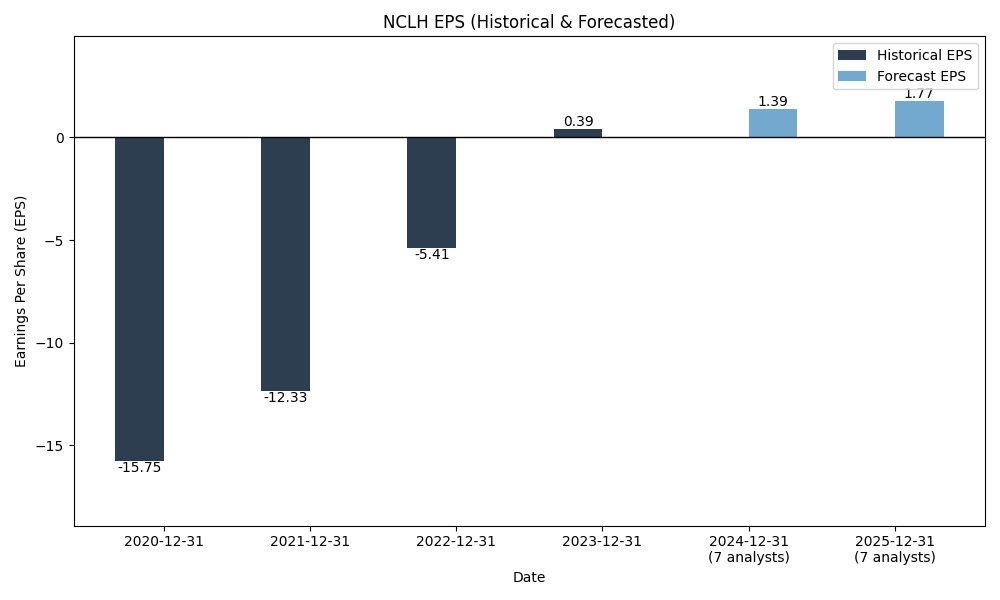 NCLH EPS (Historical & Forecasted)
Historical EPS
Forecast EPS
Earnings Per Share (EPS)
0
−5
−10
−15
-15.75
-12.33
-5.41
0.39
1.39
1.77
2020-12-31
2021-12-31
2022-12-31
2023-12-31
2024-12-31
(7 analysts)
2025-12-31
(7 analysts)
Date